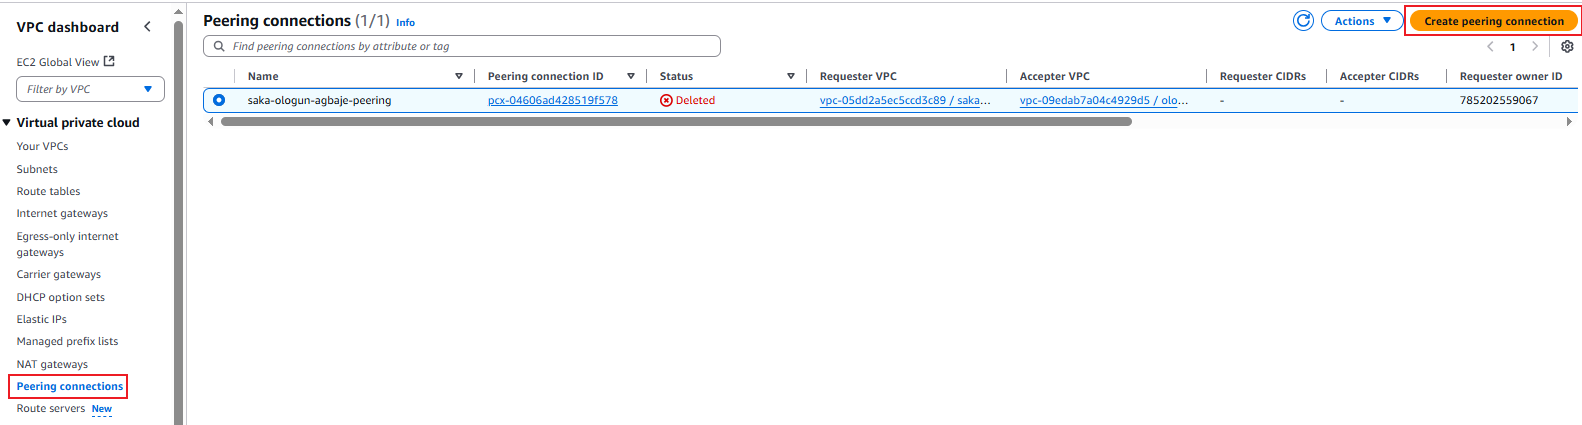 VPC dashboard
EC2 Global View
Filter by VPC
Virtual private cloud
Your VPCs
Subnets
Route tables
Internet gateways
Egress-only internet
gateways
Carrier gateways
DHCP option sets
Elastic IPs
Managed prefix lists
NAT gateways
Peering connections
Route servers New
Peering connections (1/1) Info
Actions
Create peering connection
Find peering connections by attribute or tag
1
Name Peering connection ID Status Requester VPC Accepter VPC Requester CIDRs Accepter CIDRs Requester owner ID
saka-ologun-agbaje-peering pcx-04606ad428519f578 Deleted vpc-05dd2a5ec5ccd3c89 / saka... vpc-09edab7a04c4929d5 / olo... - - 785202559067